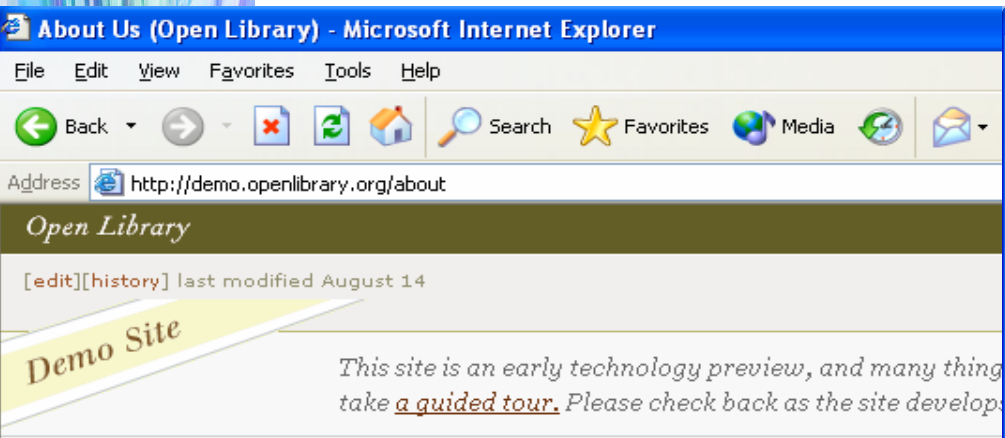 About Us (Open Library) - Microsoft Internet Explorer
File Edit View Favorites Tools Help
Back Search Favorites Media
Address http://demo.openlibrary.org/about
Open Library
[edit][history] last modified August 14
Demo Site
This site is an early technology preview, and many thing
take a guided tour. Please check back as the site develops